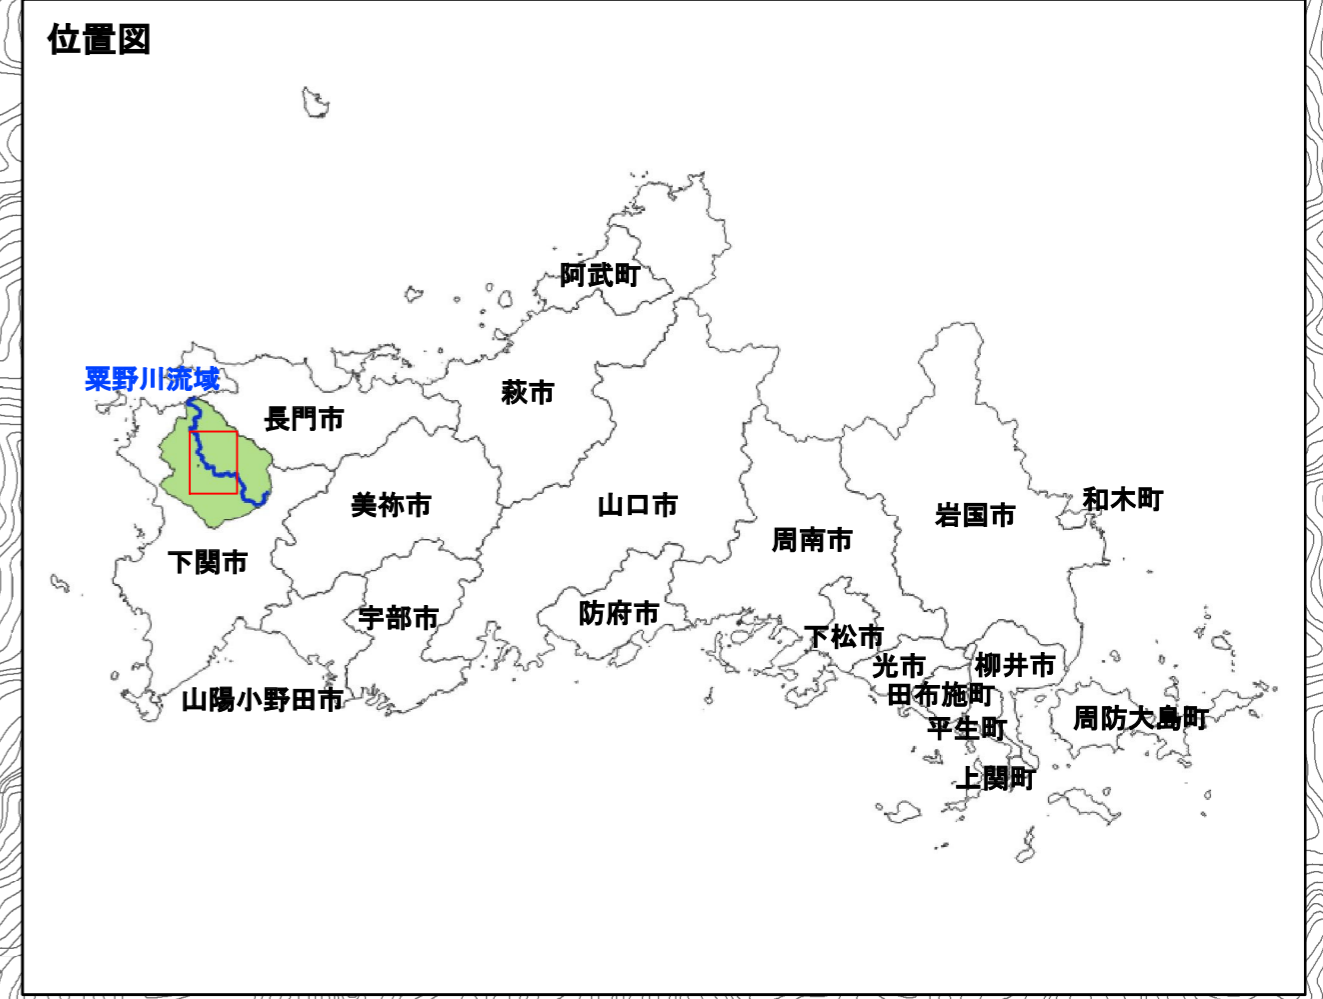 位置図
阿武町
粟野川流域
萩市
長門市
美祢市
山口市
和木町
岩国市
周南市
下関市
宇部市
防府市
下松市
光市
柳井市
田布施町
山陽小野田市
周防大島町
平生町
上関町